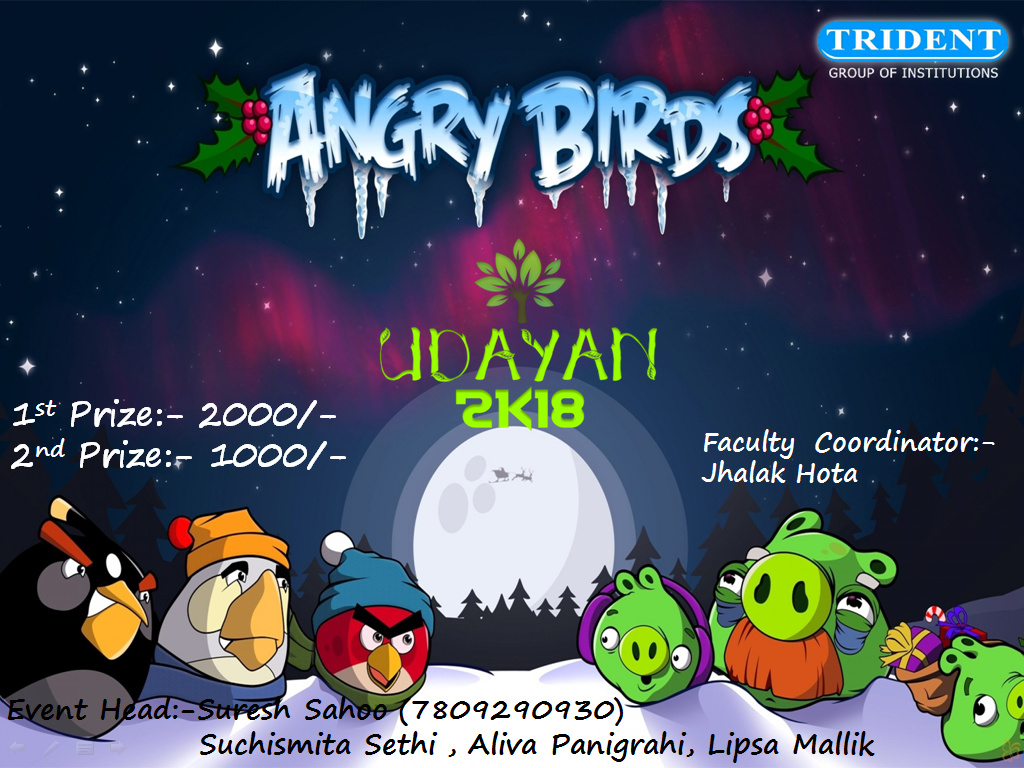 TRIDENT
GROUP OF INSTITUTIONS
ANGRY BIRDS
UDAYAN
2K18
1st Prize:- 2000/-
2nd Prize:- 1000/-
Faculty Coordinator:-
Jhalak Hota
Event Head:-Suresh Sahoo (7809290930)
Suchismita Sethi , Aliva Panigrahi, Lipsa Mallik